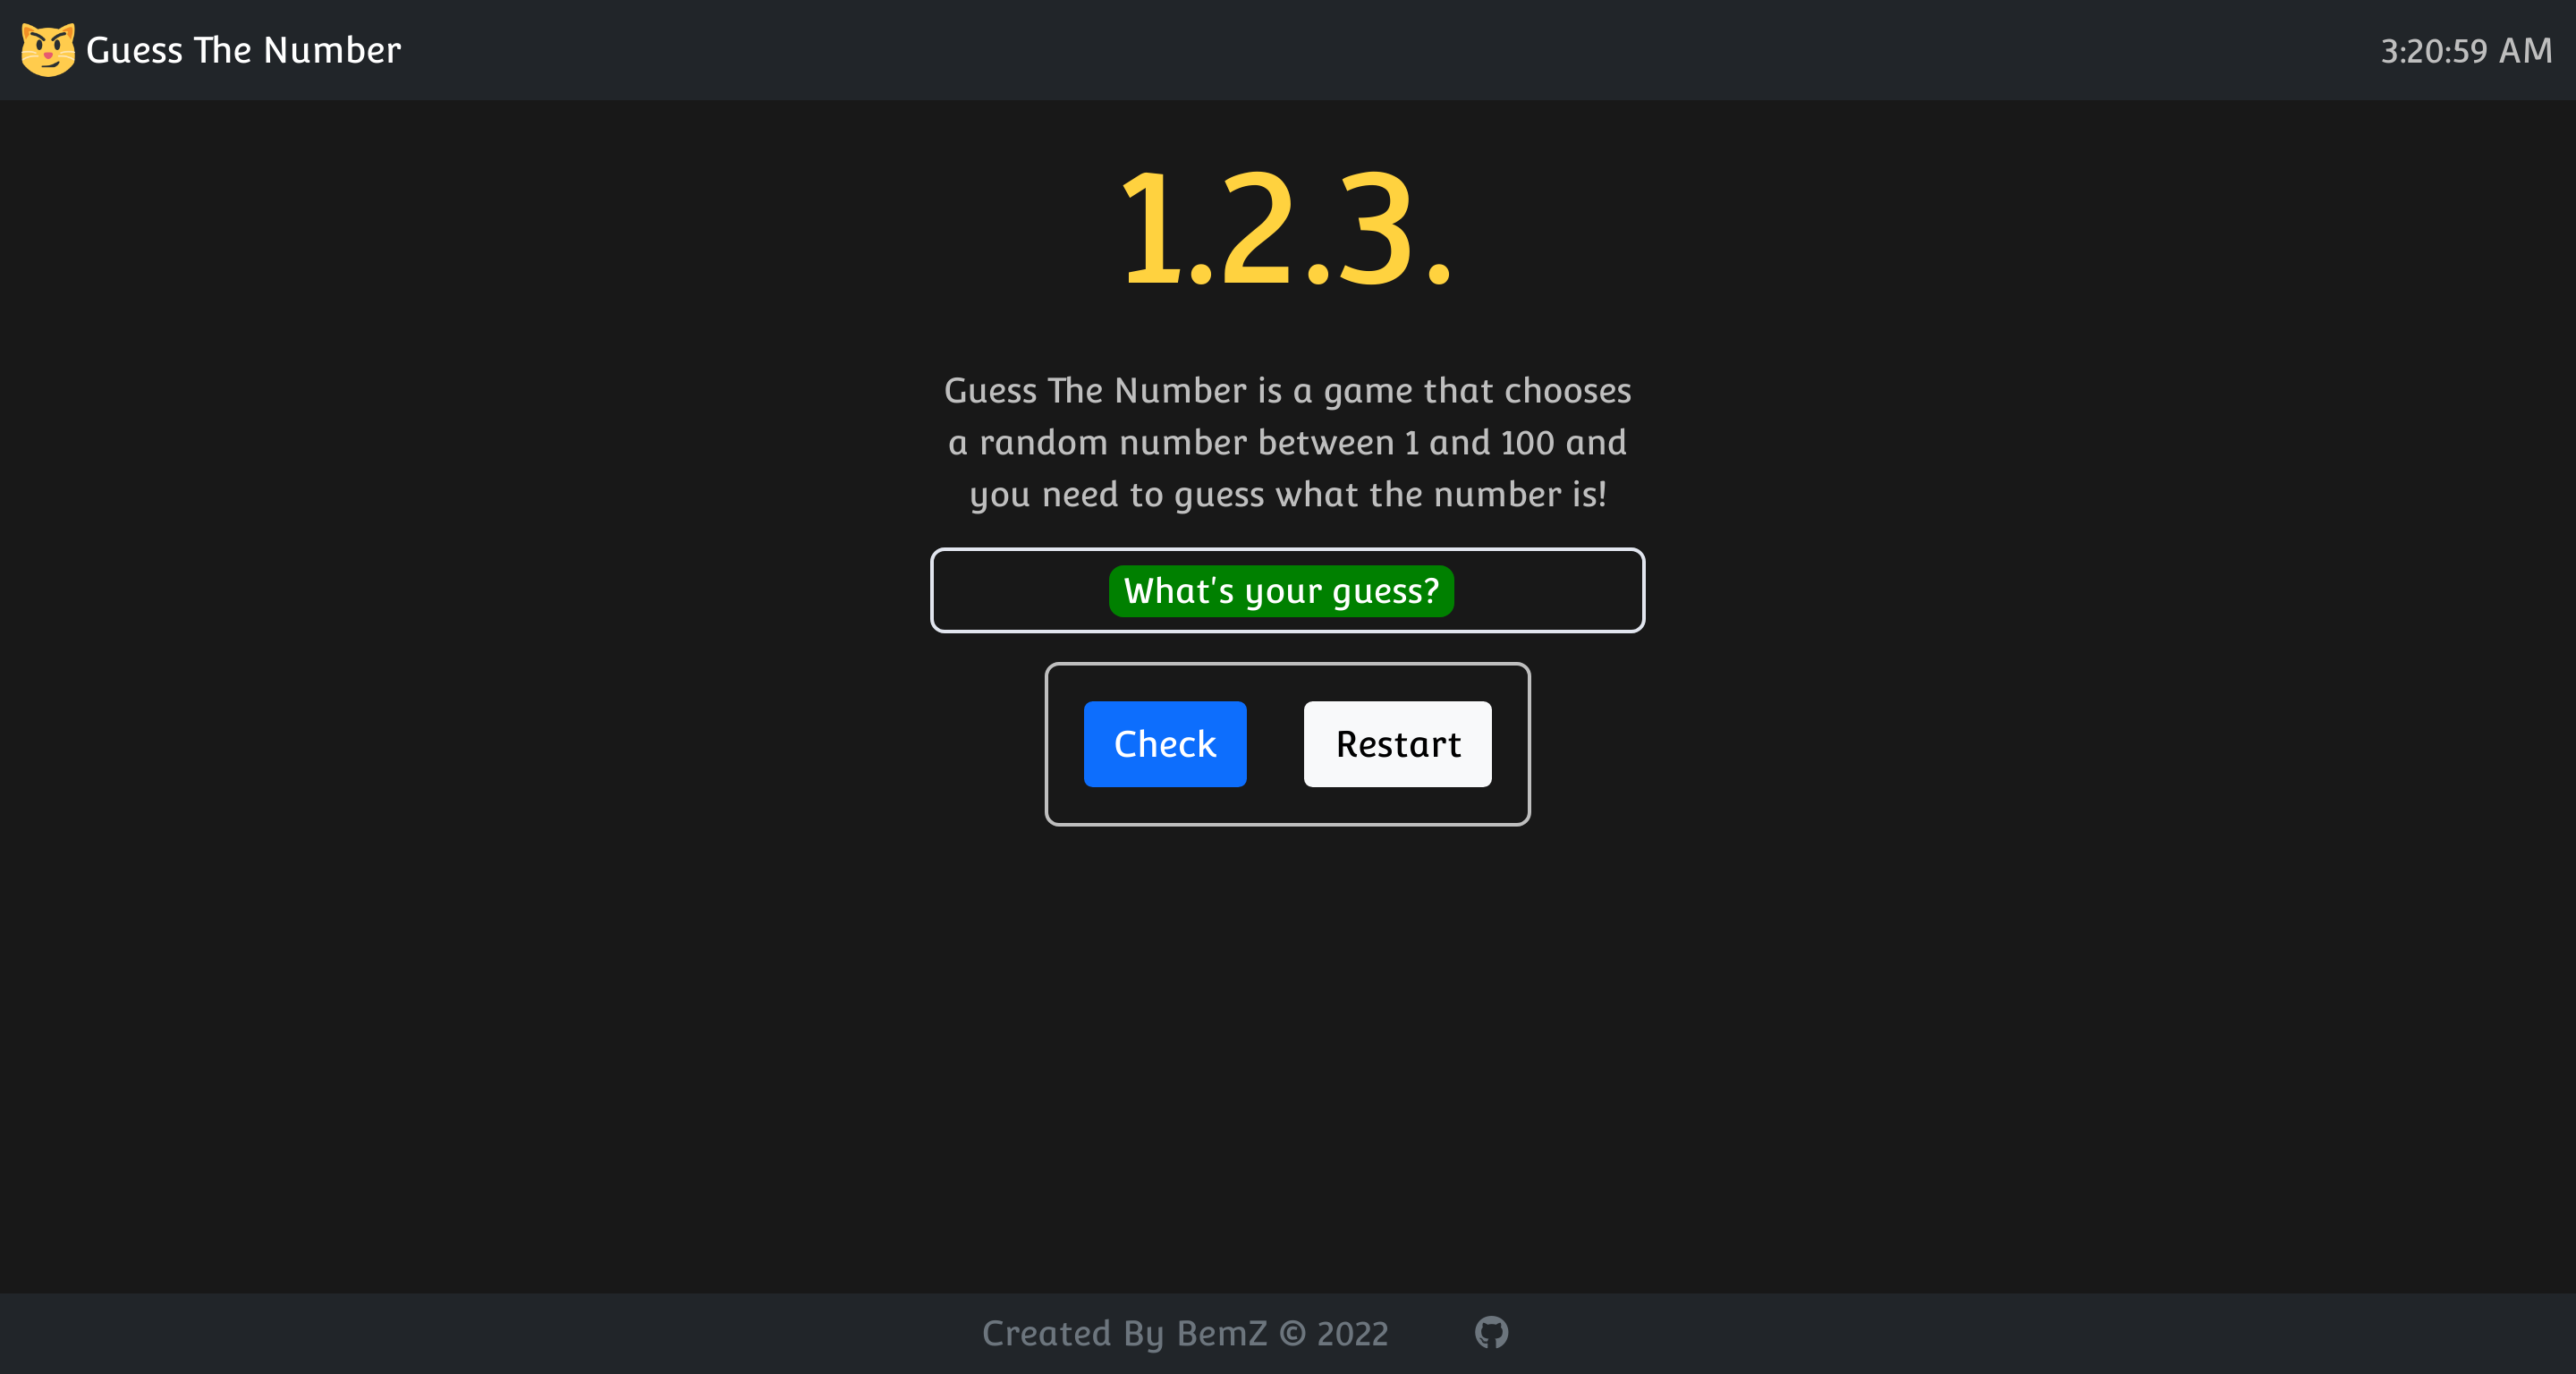 Guess The Number
3:20:59 AM
1.2.3.
Guess The Number is a game that chooses
a random number between 1 and 100 and
you need to guess what the number is!
What's your guess?
Check
Restart
Created By BemZ © 2022